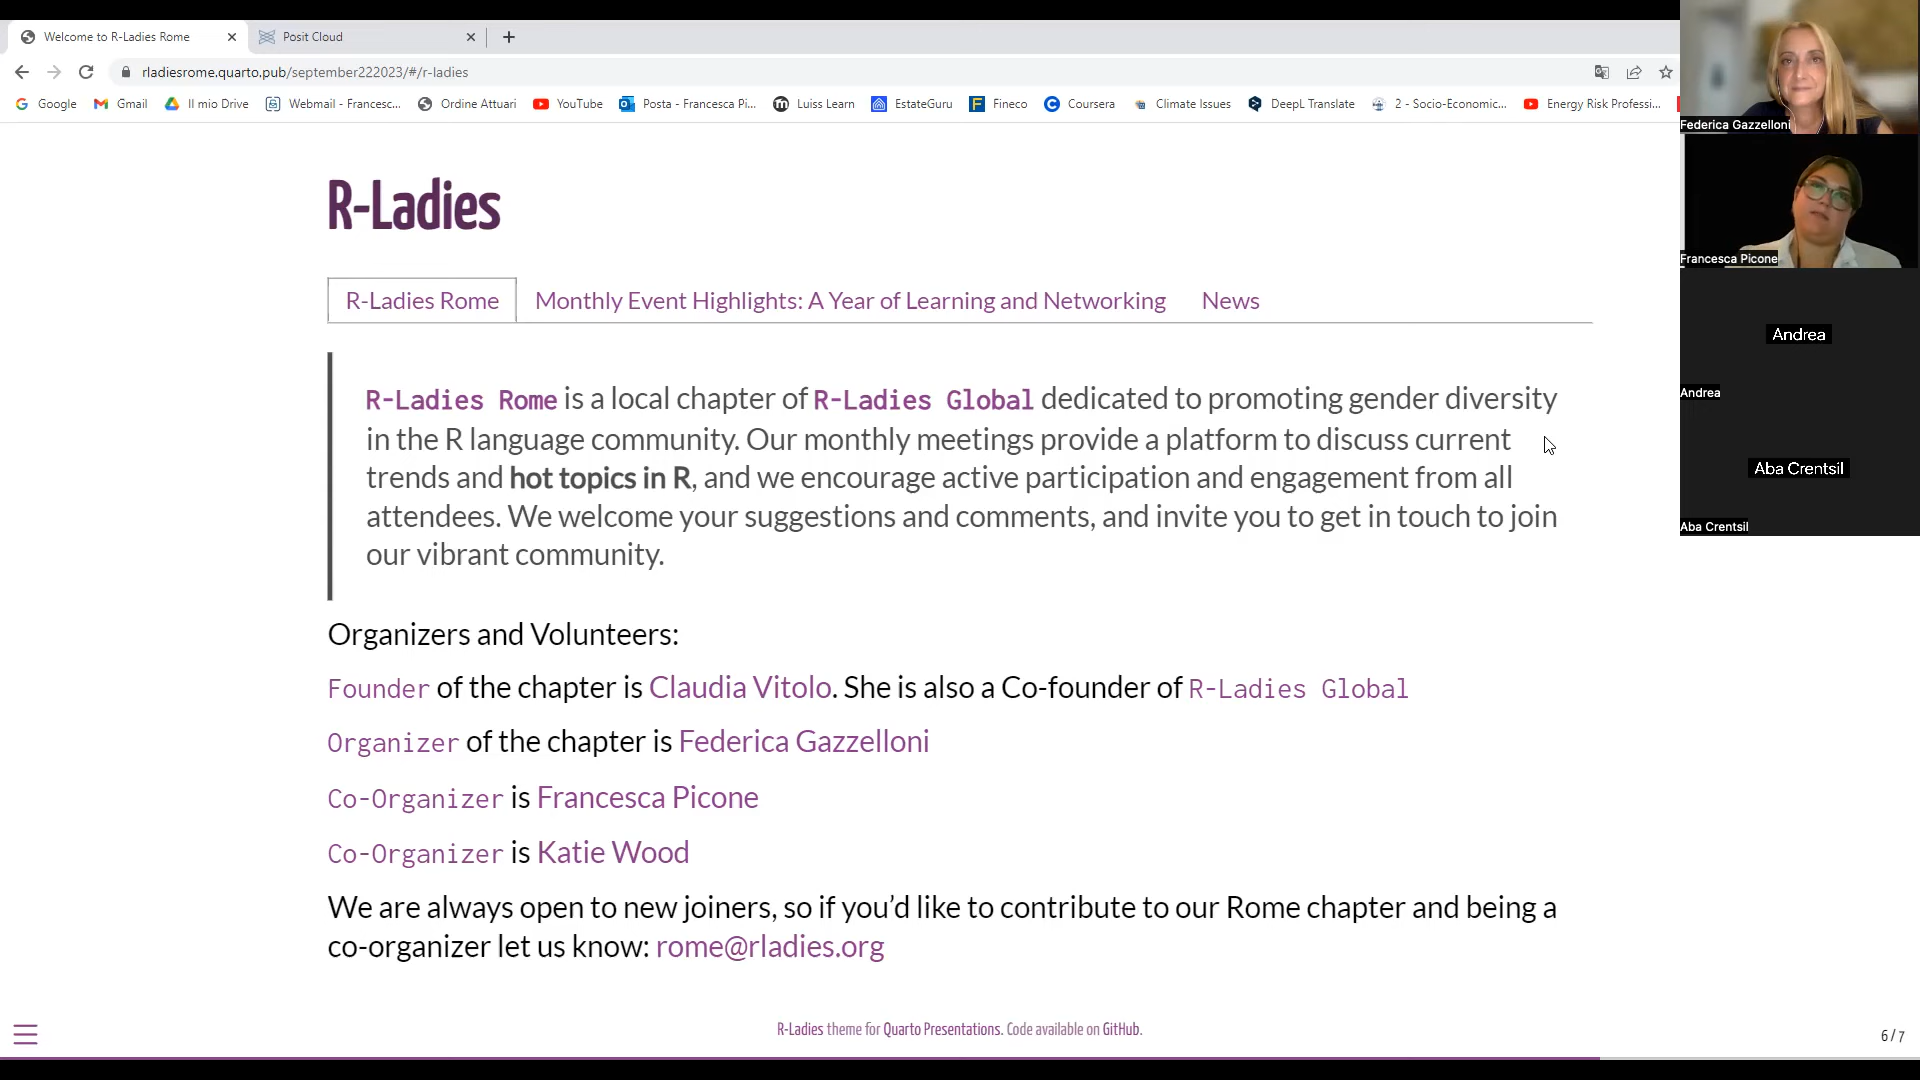 Welcome to R-Ladies Rome
Posit Cloud
rladiesrome.quarto.pub/september222023/#/r-ladies
Google
Gmail
Il mio Drive
Webmail - Francesc...
Ordine Attuari
YouTube
Posta - Francesca Pi...
Luiss Learn
EstateGuru
Fineco
Coursera
Climate Issues
DeepL Translate
2 - Socio-Economic...
Energy Risk Professi...
R-Ladies
R-Ladies Rome
Monthly Event Highlights: A Year of Learning and Networking
News
R-Ladies Rome is a local chapter of R-Ladies Global dedicated to promoting gender diversity
in the R language community. Our monthly meetings provide a platform to discuss current
trends and hot topics in R, and we encourage active participation and engagement from all
attendees. We welcome your suggestions and comments, and invite you to get in touch to join
our vibrant community.
Organizers and Volunteers:
Founder of the chapter is Claudia Vitolo. She is also a Co-founder of R-Ladies Global
Organizer of the chapter is Federica Gazzelloni
Co-Organizer is Francesca Picone
Co-Organizer is Katie Wood
We are always open to new joiners, so if you’d like to contribute to our Rome chapter and being a
co-organizer let us know: rome@rladies.org
R-Ladies theme for Quarto Presentations. Code available on GitHub.
6 / 7
Federica Gazzelloni
Francesca Picone
Andrea
Andrea
Aba Crentsil
Aba Crentsil